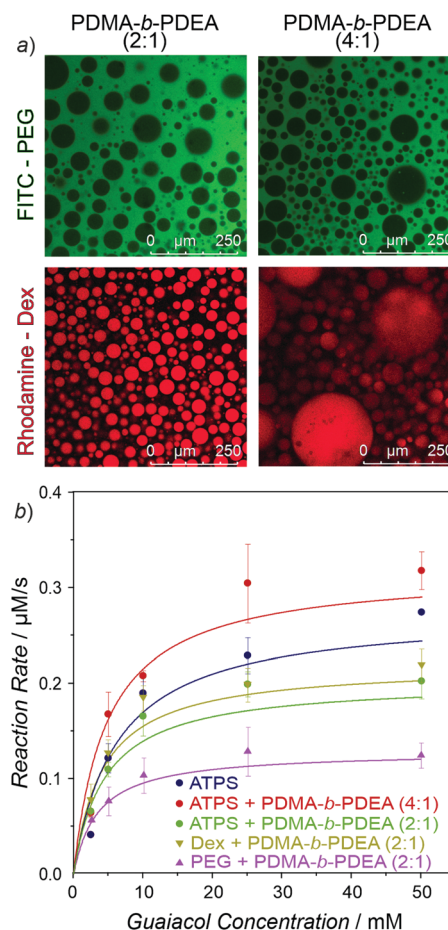 a)
PDMA-b-PDEA
(2:1)
PDMA-b-PDEA
(4:1)
FITC - PEG
0 µm 250
0 µm 250
Rhodamine - Dex
0 µm 250
0 µm 250
b)
0.4
0.3
0.2
0.1
0.0
Reaction Rate / µM/s
ATPS
ATPS + PDMA-b-PDEA (4:1)
ATPS + PDMA-b-PDEA (2:1)
Dex + PDMA-b-PDEA (2:1)
PEG + PDMA-b-PDEA (2:1)
0 10 20 30 40 50
Guaiacol Concentration / mM